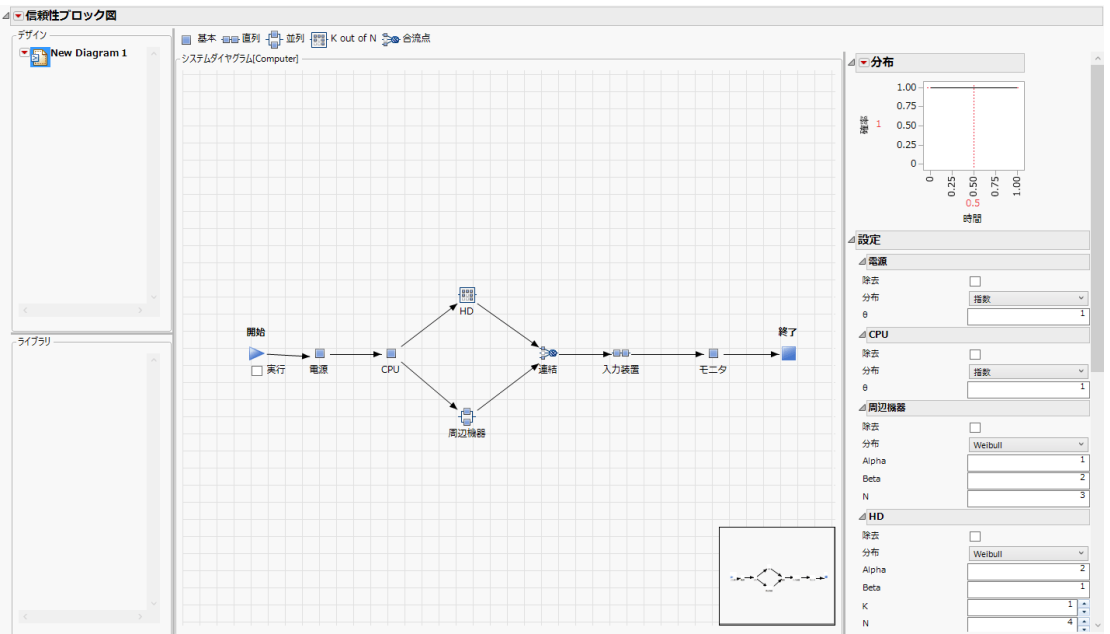 信頼性ブロック図
デザイン
New Diagram 1
ライブラリ
基本 直列 並列 K out of N 合流点
システムダイヤグラム[Computer]
開始
実行
電源
CPU
HD
周辺機器
連結
入力装置
モニタ
終了
分布
確率
1
1.00
0.75
0.50
0.25
0
0 0.25 0.50 0.75 1.00
0.5
時間
設定
電源
除去
分布 指数
θ 1
CPU
除去
分布 指数
θ 1
周辺機器
除去
分布 Weibull
Alpha 1
Beta 2
N 3
HD
除去
分布 Weibull
Alpha 2
Beta 1
K 1
N 4